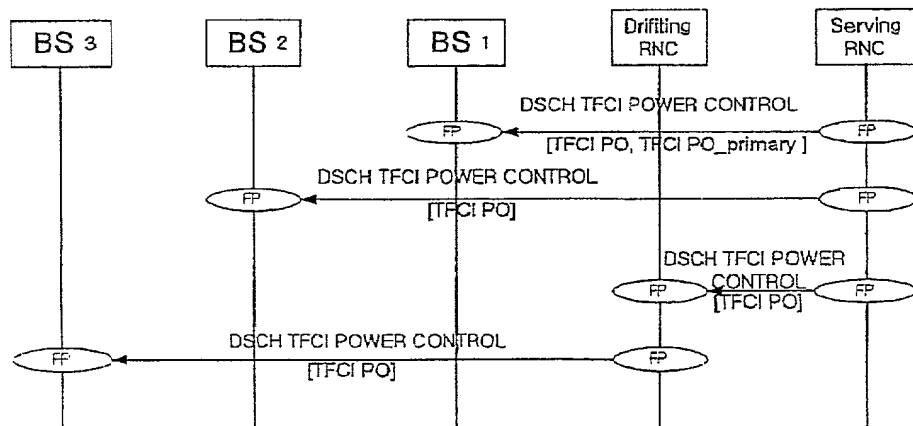 BS 3
BS 2
BS 1
Drifiting
RNC
Serving
RNC
DSCH TFCI POWER CONTROL
FP
FP
[TFCI PO, TFCI PO_primary ]
DSCH TFCI POWER CONTROL
FP
FP
[TFCI PO]
DSCH TFCI POWER
CONTROL
FP
FP
[TFCI PO]
DSCH TFCI POWER CONTROL
FP
FP
[TFCI PO]